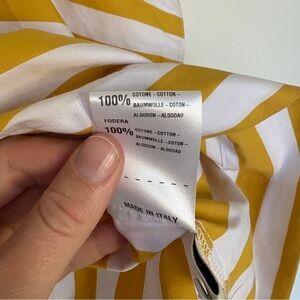 100% COTONE - COTTON -
BAUMWOLLE - COTON -
ALGODON - ALGODAO
FODERA
100% COTONE - COTTON -
BAUMWOLLE - COTON -
ALGODON - ALGODAO
MADE IN ITALY